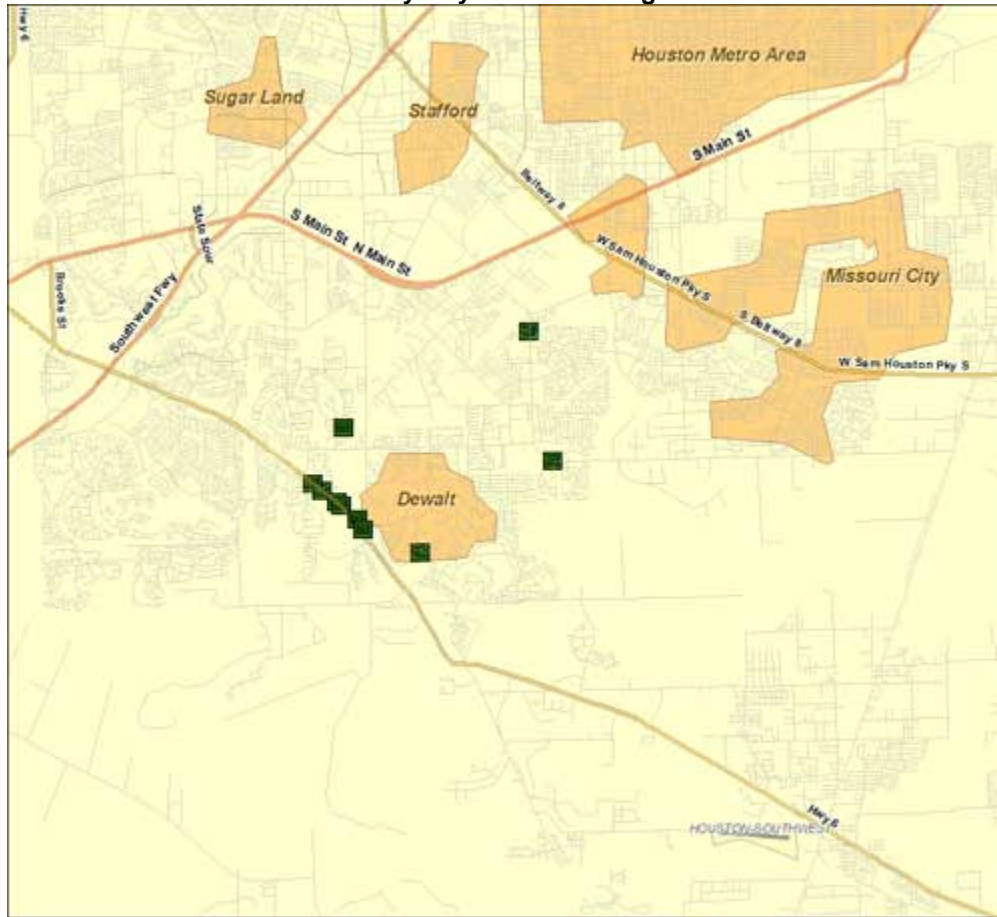 Hwy 6
Houston Metro Area
Sugar Land
Stafford
S Main St
Beltway 8
State Spur
S Main St N Main St
W Sam Houston Pky S
Missouri City
Brooks St
Southwest Fwy
S Beltway 8
W Sam Houston Pky S
Dewalt
Hwy 6
HOUSTON-SOUTHWEST